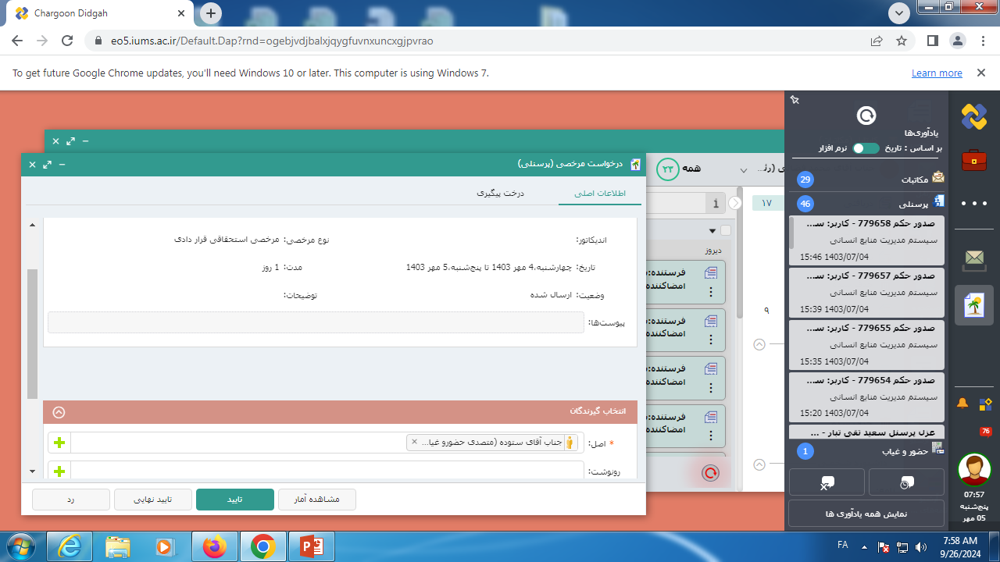 Chargoon Didgah
eo5.iums.ac.ir/Default.Dap?rnd=ogebjvdjbalxjqygfuvnxuncxgjpvrao
To get future Google Chrome updates, you'll need Windows 10 or later. This computer is using Windows 7.
Learn more
یادآوری‌ها
بر اساس : تاریخ نرم افزار
مکاتبات 29
پرسنلی 46
صدور حکم 779658 - کاربر: سـ...
سیستم مدیریت منابع انسانی
1403/07/04 15:46
صدور حکم 779657 - کاربر: سـ...
سیستم مدیریت منابع انسانی
1403/07/04 15:39
صدور حکم 779655 - کاربر: سـ...
سیستم مدیریت منابع انسانی
1403/07/04 15:35
صدور حکم 779654 - کاربر: سـ...
سیستم مدیریت منابع انسانی
1403/07/04 15:20
عزل پرسنل سعید تقی تبار - ...
حضور و غیاب 1
نمایش همه یادآوری ها
76
07:57
پنج‌شنبه
05 مهر
همه ۲۳
۱۷
دیروز
فرستنده:
امضاکننده
فرستنده:
امضاکننده
۹
فرستنده:
امضاکننده
فرستنده:
امضاکننده
درخواست مرخصی (پرسنلی)
اطلاعات اصلی
درخت پیگیری
اندیکاتور:
نوع مرخصی: مرخصی استحقاقی قرار دادی
تاریخ: چهارشنبه،4 مهر 1403 تا پنج‌شنبه،5 مهر 1403
مدت: 1 روز
وضعیت: ارسال شده
توضیحات:
پیوست‌ها:
انتخاب گیرندگان
* اصل: جناب آقای ستوده (متصدی حضورو غیا...
رونوشت:
مشاهده آمار
تایید
تایید نهایی
رد
FA
7:58 AM
9/26/2024